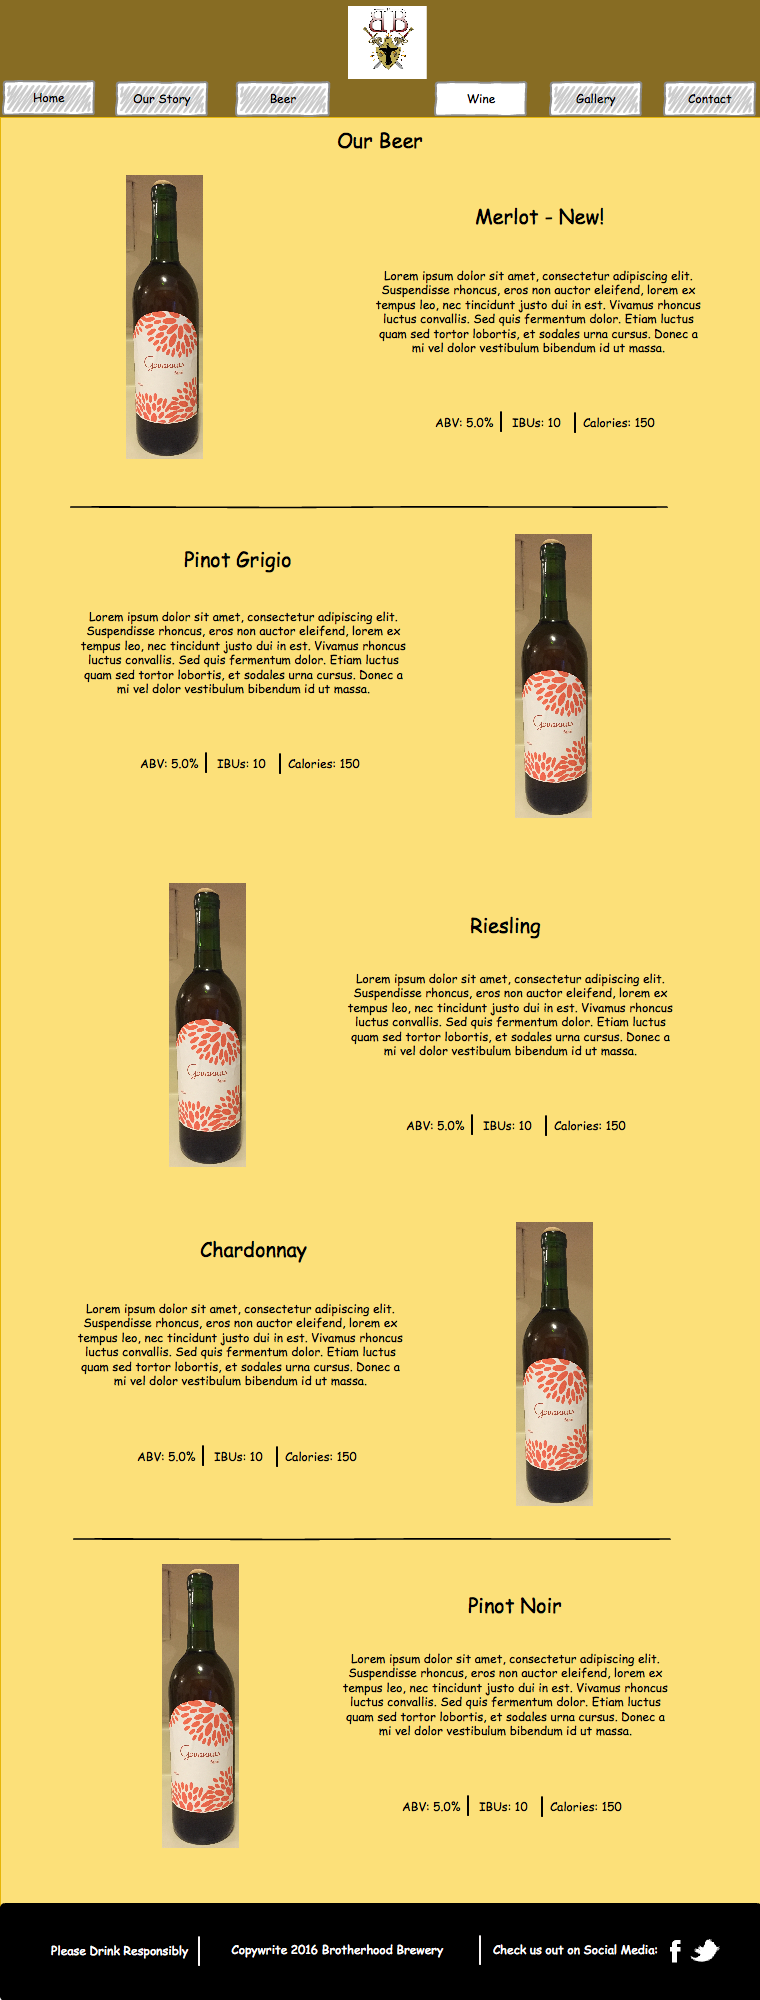 Home
Our Story
Beer
Wine
Gallery
Contact
Our Beer
Merlot - New!
Lorem ipsum dolor sit amet, consectetur adipiscing elit.
Suspendisse rhoncus, eros non auctor eleifend, lorem ex
tempus leo, nec tincidunt justo dui in est. Vivamus rhoncus
luctus convallis. Sed quis fermentum dolor. Etiam luctus
quam sed tortor lobortis, et sodales urna cursus. Donec a
mi vel dolor vestibulum bibendum id ut massa.
ABV: 5.0% IBUs: 10 Calories: 150
Pinot Grigio
Lorem ipsum dolor sit amet, consectetur adipiscing elit.
Suspendisse rhoncus, eros non auctor eleifend, lorem ex
tempus leo, nec tincidunt justo dui in est. Vivamus rhoncus
luctus convallis. Sed quis fermentum dolor. Etiam luctus
quam sed tortor lobortis, et sodales urna cursus. Donec a
mi vel dolor vestibulum bibendum id ut massa.
ABV: 5.0% IBUs: 10 Calories: 150
Riesling
Lorem ipsum dolor sit amet, consectetur adipiscing elit.
Suspendisse rhoncus, eros non auctor eleifend, lorem ex
tempus leo, nec tincidunt justo dui in est. Vivamus rhoncus
luctus convallis. Sed quis fermentum dolor. Etiam luctus
quam sed tortor lobortis, et sodales urna cursus. Donec a
mi vel dolor vestibulum bibendum id ut massa.
ABV: 5.0% IBUs: 10 Calories: 150
Chardonnay
Lorem ipsum dolor sit amet, consectetur adipiscing elit.
Suspendisse rhoncus, eros non auctor eleifend, lorem ex
tempus leo, nec tincidunt justo dui in est. Vivamus rhoncus
luctus convallis. Sed quis fermentum dolor. Etiam luctus
quam sed tortor lobortis, et sodales urna cursus. Donec a
mi vel dolor vestibulum bibendum id ut massa.
ABV: 5.0% IBUs: 10 Calories: 150
Pinot Noir
Lorem ipsum dolor sit amet, consectetur adipiscing elit.
Suspendisse rhoncus, eros non auctor eleifend, lorem ex
tempus leo, nec tincidunt justo dui in est. Vivamus rhoncus
luctus convallis. Sed quis fermentum dolor. Etiam luctus
quam sed tortor lobortis, et sodales urna cursus. Donec a
mi vel dolor vestibulum bibendum id ut massa.
ABV: 5.0% IBUs: 10 Calories: 150
Please Drink Responsibly
Copywrite 2016 Brotherhood Brewery
Check us out on Social Media: